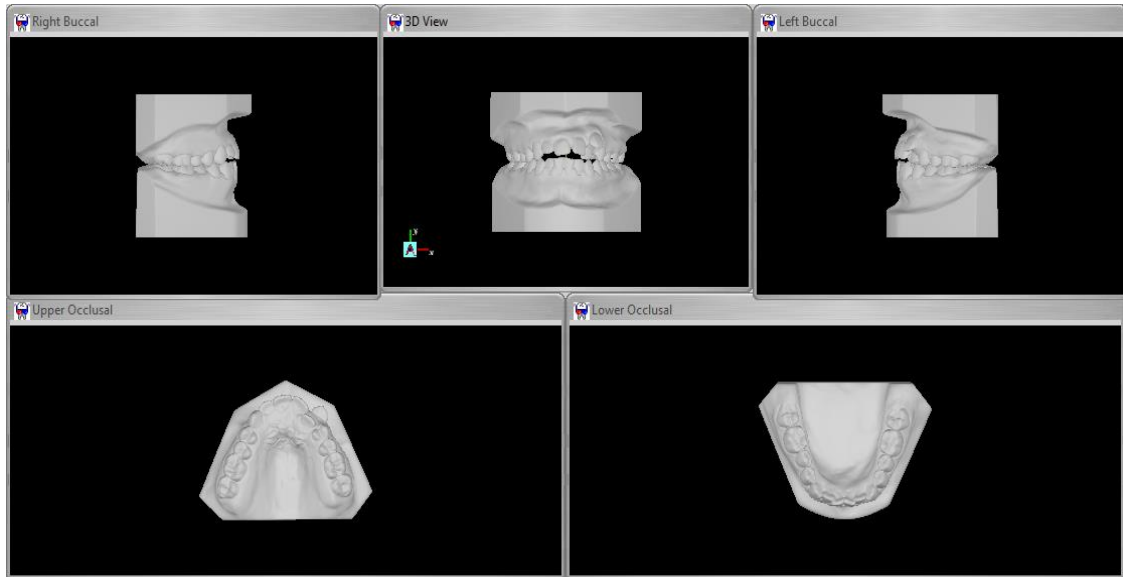 Right Buccal
3D View
Left Buccal
y
A
x
Upper Occlusal
Lower Occlusal